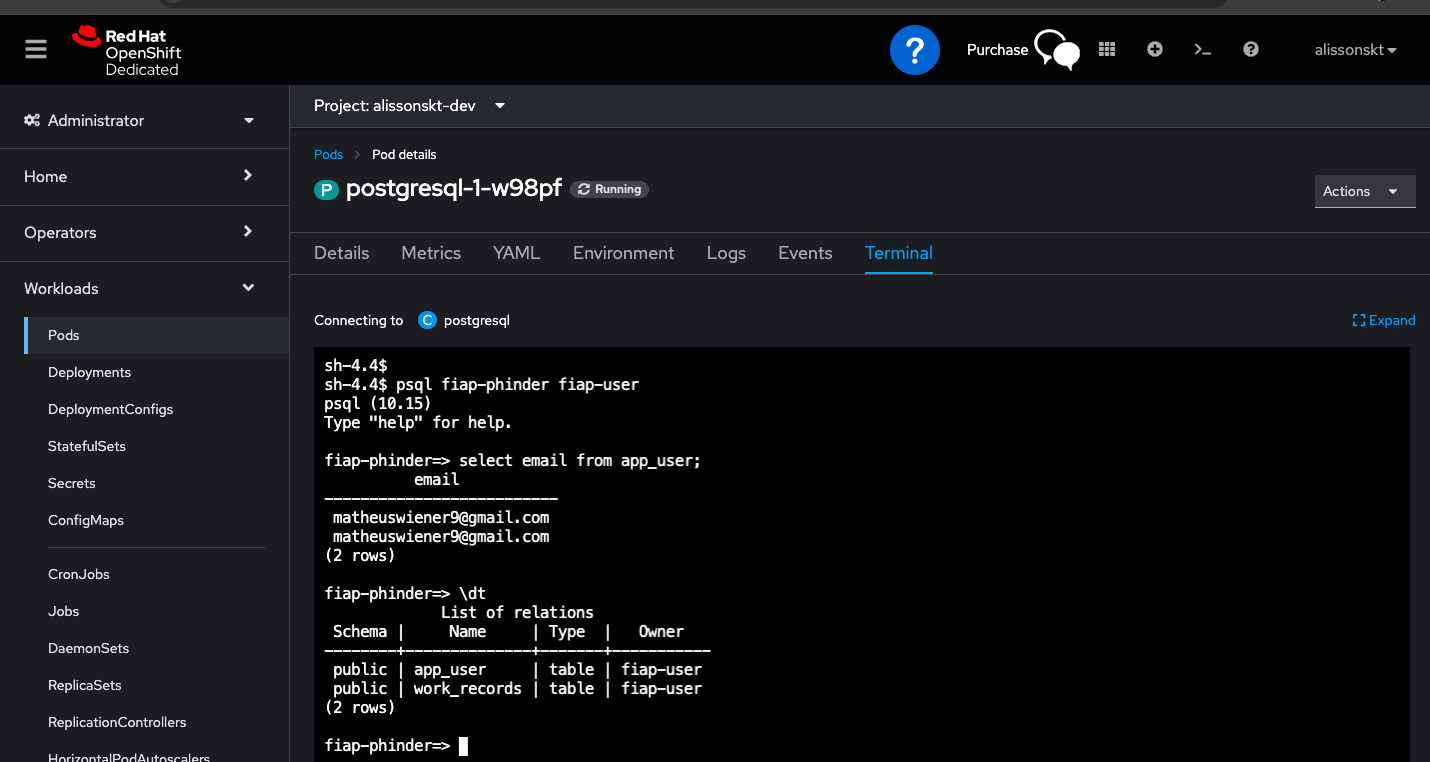 Red Hat
OpenShift
Dedicated
?
Purchase
alissonskt
Administrator
Home
Operators
Workloads
Pods
Deployments
DeploymentConfigs
StatefulSets
Secrets
ConfigMaps
CronJobs
Jobs
DaemonSets
ReplicaSets
ReplicationControllers
HorizontalPodAutoscalers
Project: alissonskt-dev
Pods > Pod details
P postgresql-1-w98pf Running
Actions
Details Metrics YAML Environment Logs Events Terminal
Connecting to C postgresql
Expand
sh-4.4$
sh-4.4$ psql fiap-phinder fiap-user
psql (10.15)
Type "help" for help.
fiap-phinder=> select email from app_user;
email
--------------------------
matheuswiener9@gmail.com
matheuswiener9@gmail.com
(2 rows)
fiap-phinder=> \dt
List of relations
Schema | Name | Type | Owner
--------+--------------+-------+-----------
public | app_user | table | fiap-user
public | work_records | table | fiap-user
(2 rows)
fiap-phinder=>